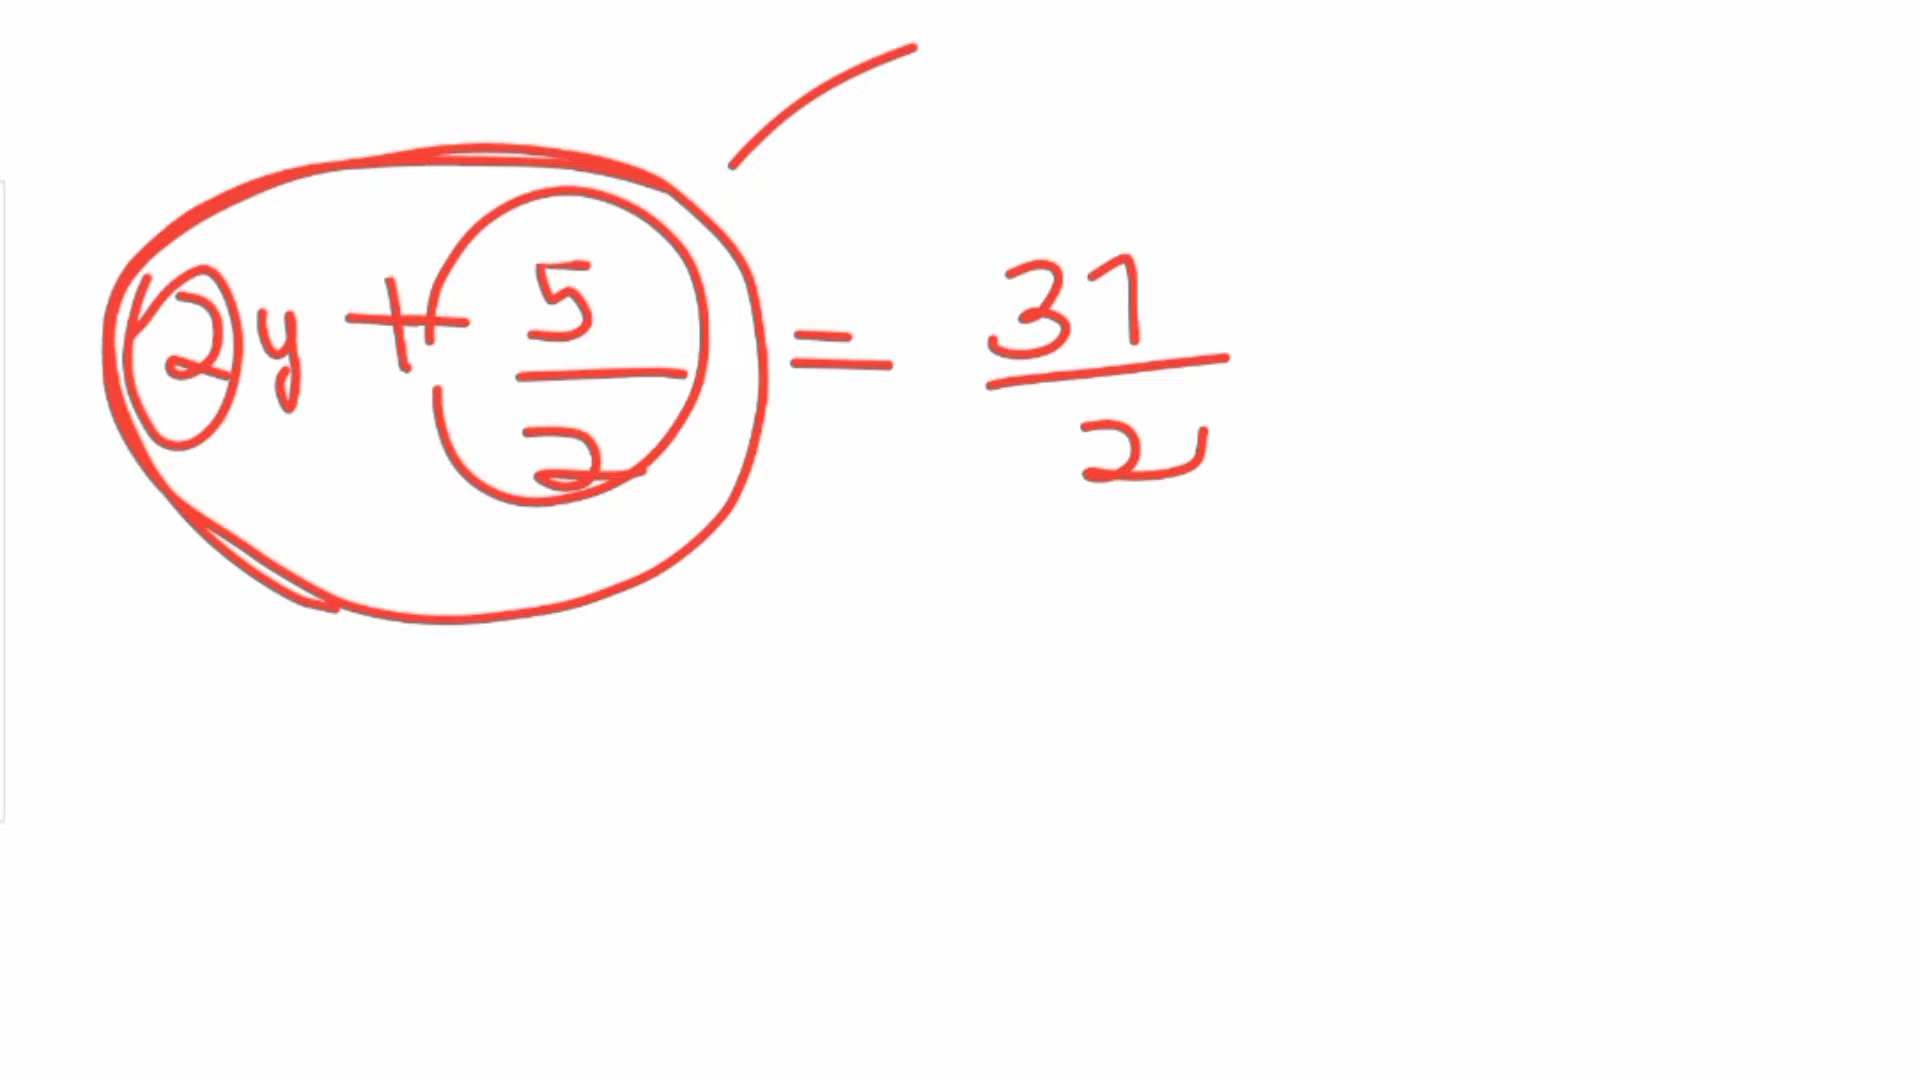 2y + 5/2 = 31/2